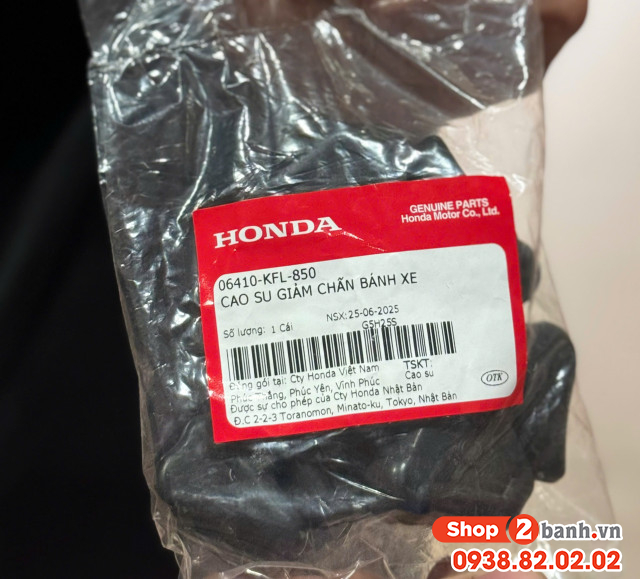 GENUINE PARTS
Honda Motor Co., Ltd.
HONDA
06410-KFL-850
CAO SU GIẢM CHẤN BÁNH XE
NSX:25-06-2025
Số lượng: 1 Cái
G5H25S
Đóng gói tại: Cty Honda Việt Nam
TSKT:
Phúc Thắng, Phúc Yên, Vĩnh Phúc
Cao su
Được sự cho phép của Cty Honda Nhật Bản
OTK
Đ.C 2-2-3 Toranomon, Minato-ku, Tokyo, Nhật Bản
Shop 2banh.vn
0938.82.02.02